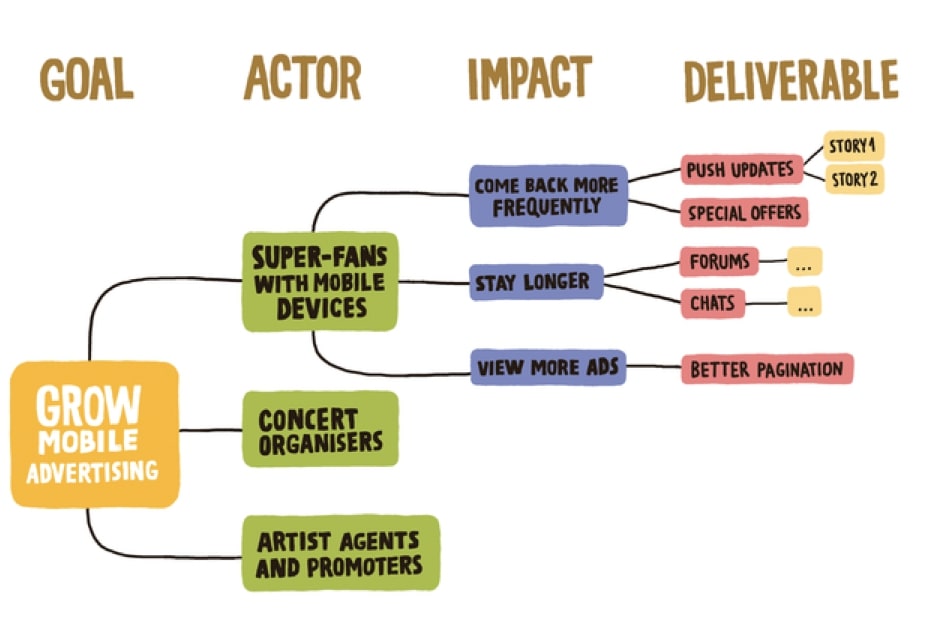 GOAL
ACTOR
IMPACT
DELIVERABLE
GROW
MOBILE
ADVERTISING
SUPER-FANS
WITH MOBILE
DEVICES
COME BACK MORE
FREQUENTLY
PUSH UPDATES
STORY 1
STORY 2
SPECIAL OFFERS
STAY LONGER
FORUMS
...
CHATS
...
VIEW MORE ADS
BETTER PAGINATION
CONCERT
ORGANISERS
ARTIST AGENTS
AND PROMOTERS